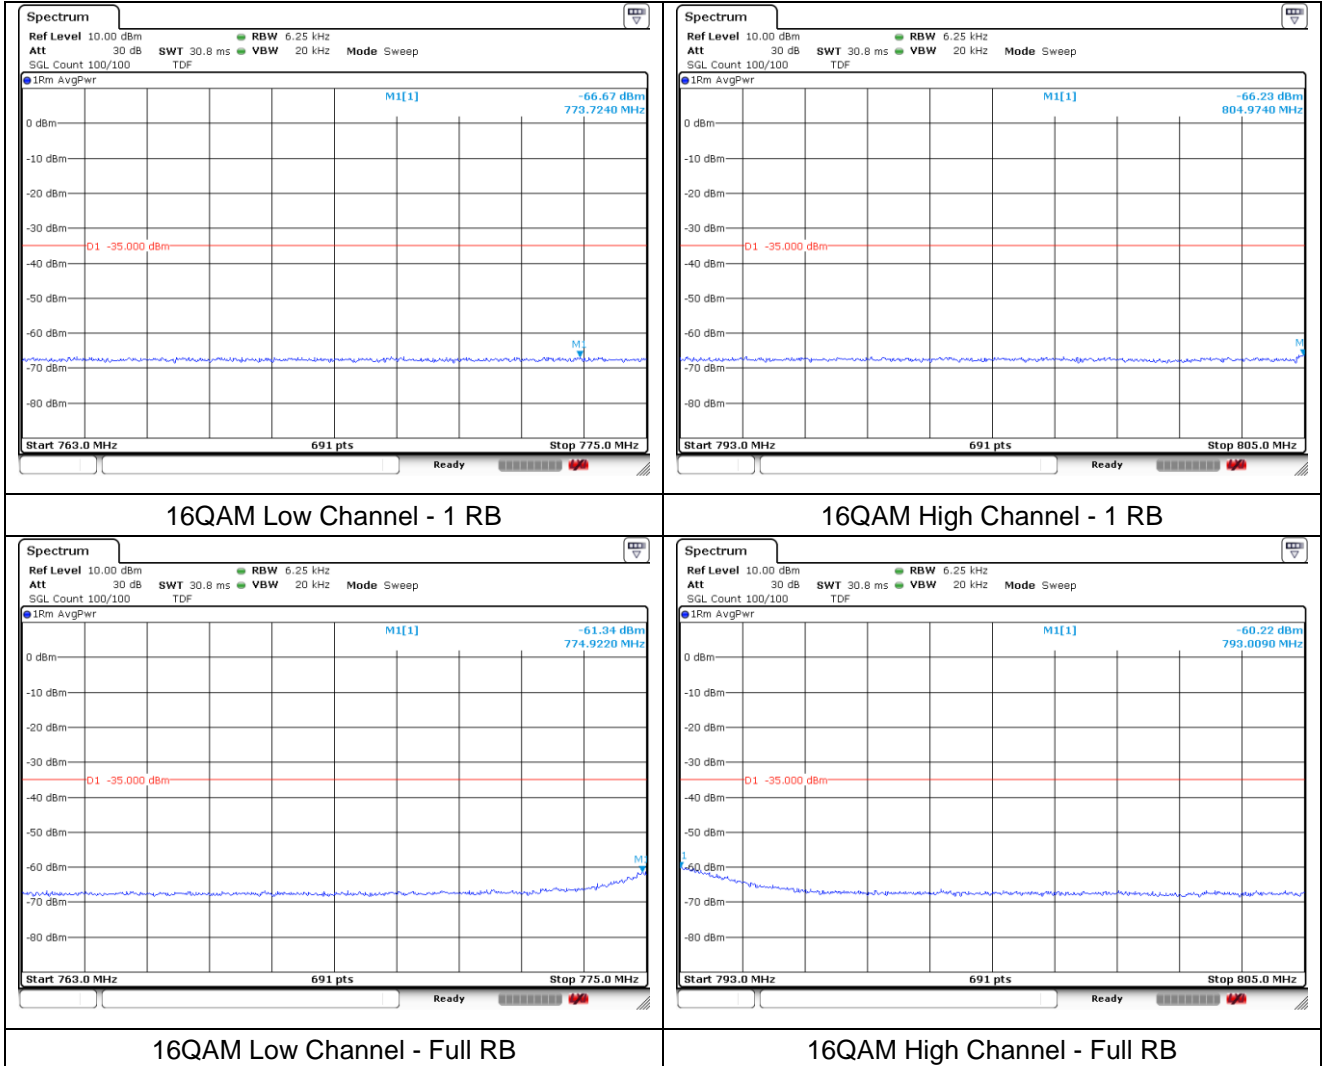 Spectrum
Ref Level 10.00 dBm RBW 6.25 kHz
Att 30 dB SWT 30.8 ms VBW 20 kHz Mode Sweep
SGL Count 100/100 TDF
1Rm AvgPwr
M1[1] -66.67 dBm
773.7240 MHz
0 dBm
-10 dBm
-20 dBm
-30 dBm
D1 -35.000 dBm
-40 dBm
-50 dBm
-60 dBm
M1
-70 dBm
-80 dBm
Start 763.0 MHz 691 pts Stop 775.0 MHz
Ready
16QAM Low Channel - 1 RB
Spectrum
Ref Level 10.00 dBm RBW 6.25 kHz
Att 30 dB SWT 30.8 ms VBW 20 kHz Mode Sweep
SGL Count 100/100 TDF
1Rm AvgPwr
M1[1] -66.23 dBm
804.9740 MHz
0 dBm
-10 dBm
-20 dBm
-30 dBm
D1 -35.000 dBm
-40 dBm
-50 dBm
-60 dBm
M
-70 dBm
-80 dBm
Start 793.0 MHz 691 pts Stop 805.0 MHz
Ready
16QAM High Channel - 1 RB
Spectrum
Ref Level 10.00 dBm RBW 6.25 kHz
Att 30 dB SWT 30.8 ms VBW 20 kHz Mode Sweep
SGL Count 100/100 TDF
1Rm AvgPwr
M1[1] -61.34 dBm
774.9220 MHz
0 dBm
-10 dBm
-20 dBm
-30 dBm
D1 -35.000 dBm
-40 dBm
-50 dBm
-60 dBm
M1
-70 dBm
-80 dBm
Start 763.0 MHz 691 pts Stop 775.0 MHz
Ready
16QAM Low Channel - Full RB
Spectrum
Ref Level 10.00 dBm RBW 6.25 kHz
Att 30 dB SWT 30.8 ms VBW 20 kHz Mode Sweep
SGL Count 100/100 TDF
1Rm AvgPwr
M1[1] -60.22 dBm
793.0090 MHz
0 dBm
-10 dBm
-20 dBm
-30 dBm
D1 -35.000 dBm
-40 dBm
-50 dBm
1
-60 dBm
-70 dBm
-80 dBm
Start 793.0 MHz 691 pts Stop 805.0 MHz
Ready
16QAM High Channel - Full RB